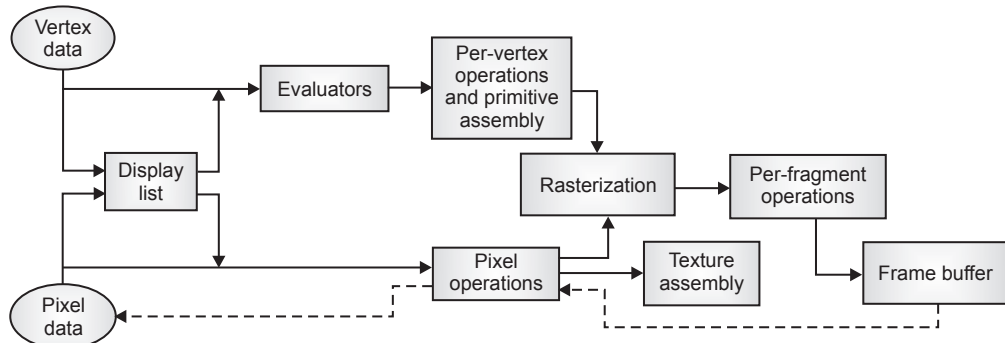 Vertex
data
Evaluators
Per-vertex
operations
and primitive
assembly
Display
list
Rasterization
Per-fragment
operations
Pixel
operations
Texture
assembly
Frame buffer
Pixel
data